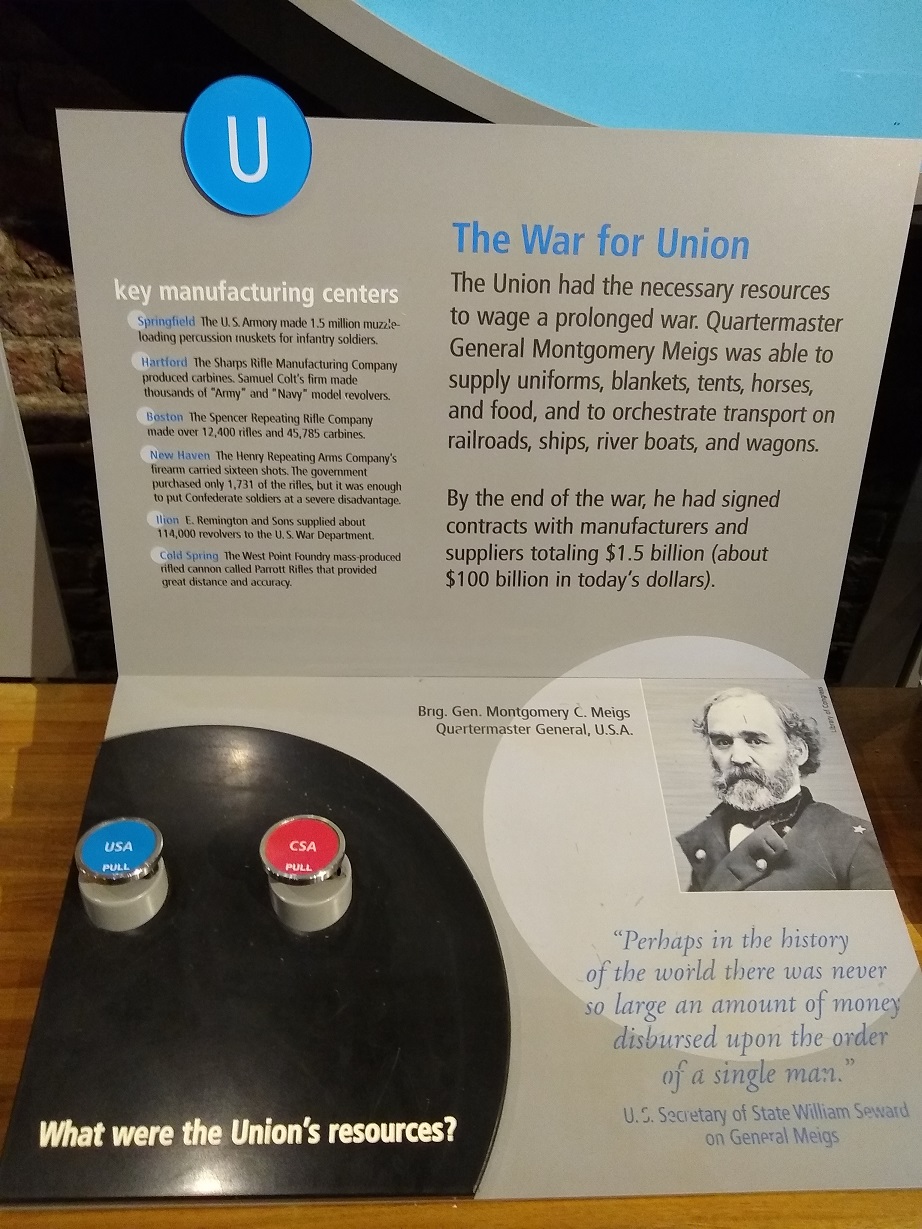 U
The War for Union
The Union had the necessary resources
to wage a prolonged war. Quartermaster
General Montgomery Meigs was able to
supply uniforms, blankets, tents, horses,
and food, and to orchestrate transport on
railroads, ships, river boats, and wagons.
By the end of the war, he had signed
contracts with manufacturers and
suppliers totaling $1.5 billion (about
$100 billion in today's dollars).
key manufacturing centers
Springfield The U.S. Armory made 1.5 million muzzle-
loading percussion muskets for infantry soldiers.
Hartford The Sharps Rifle Manufacturing Company
produced carbines. Samuel Colt's firm made
thousands of "Army" and "Navy" model revolvers.
Boston The Spencer Repeating Rifle Company
made over 12,400 rifles and 45,785 carbines.
New Haven The Henry Repeating Arms Company's
firearm carried sixteen shots. The government
purchased only 1,731 of the rifles, but it was enough
to put Confederate soldiers at a severe disadvantage.
Ilion E. Remington and Sons supplied about
114,000 revolvers to the U.S. War Department.
Cold Spring The West Point Foundry mass-produced
rifled cannon called Parrott Rifles that provided
great distance and accuracy.
Brig. Gen. Montgomery C. Meigs
Quartermaster General, U.S.A.
Library of Congress
USA
PULL
CSA
PULL
"Perhaps in the history
of the world there was never
so large an amount of money
disbursed upon the order
of a single man."
U.S. Secretary of State William Seward
on General Meigs
What were the Union's resources?